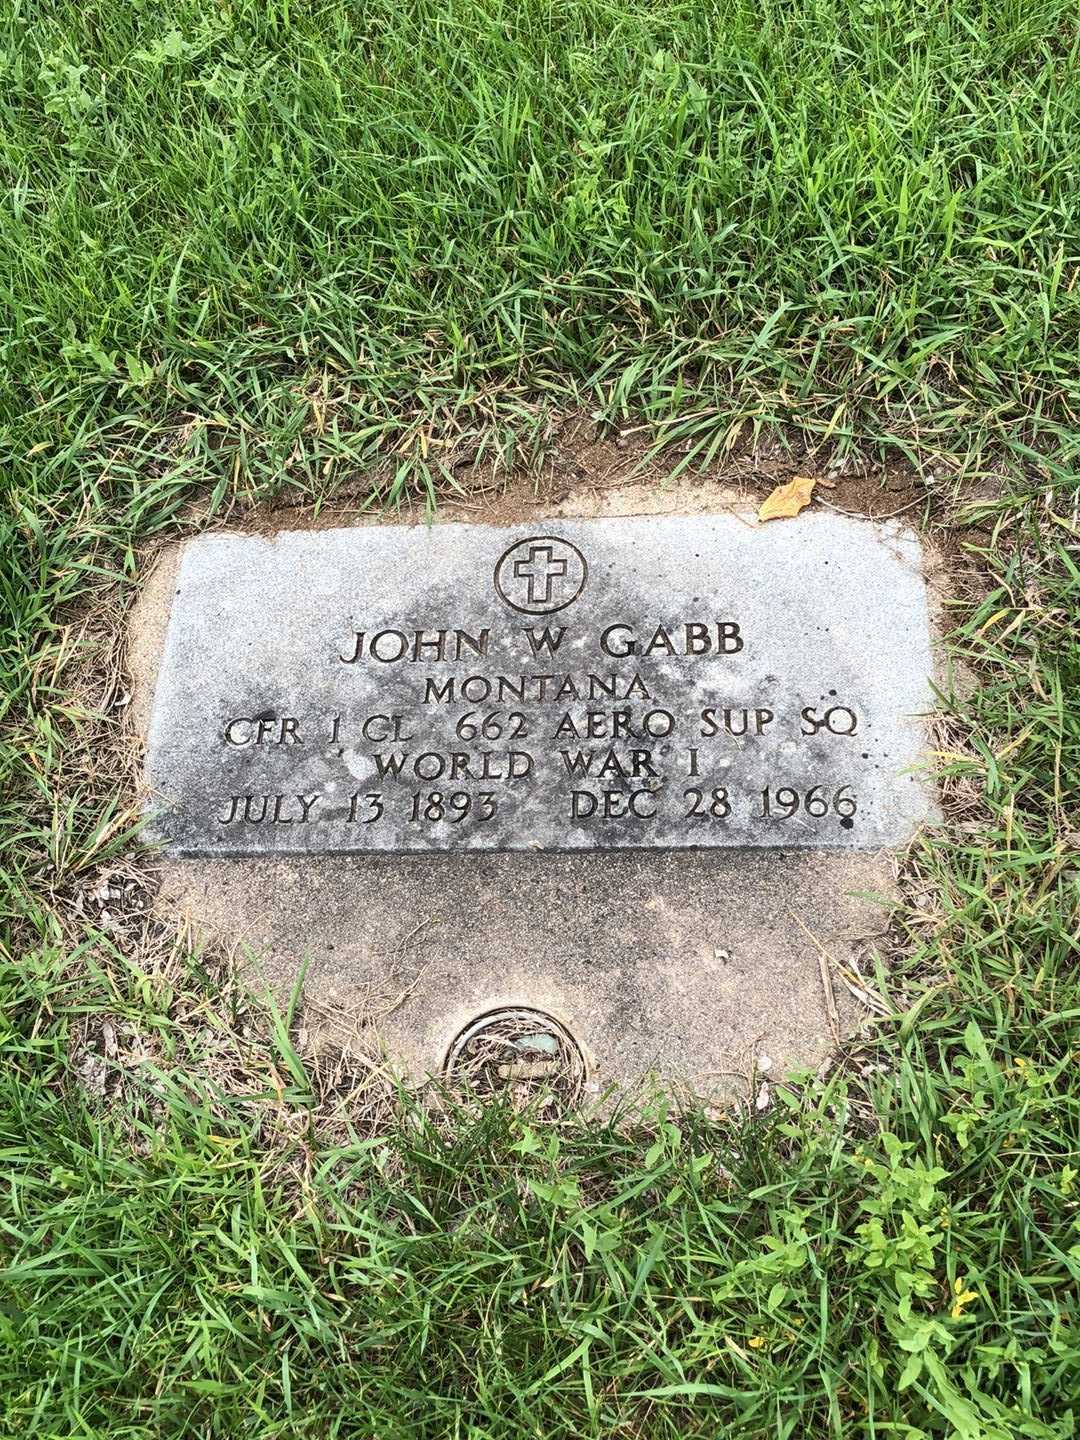 JOHN W GABB
MONTANA
CFR 1 CL 662 AERO SUP SQ
WORLD WAR I
JULY 13 1893 DEC 28 1966